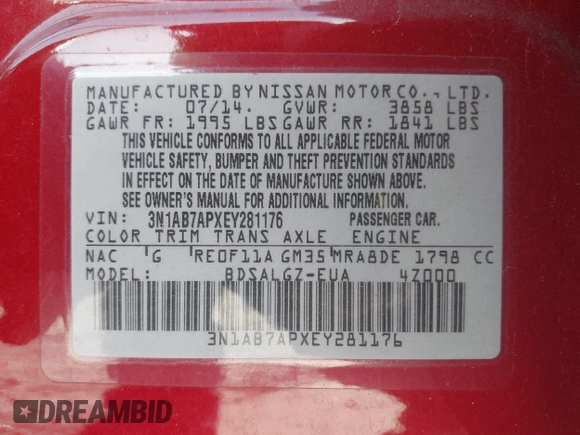 MANUFACTURED BY NISSAN MOTOR CO., LTD.
DATE: 07/14. GVWR: 3858 LBS
GAWR FR: 1995 LBS GAWR RR: 1841 LBS
THIS VEHICLE CONFORMS TO ALL APPLICABLE FEDERAL MOTOR
VEHICLE SAFETY, BUMPER AND THEFT PREVENTION STANDARDS
IN EFFECT ON THE DATE OF MANUFACTURE SHOWN ABOVE.
SEE OWNER'S MANUAL FOR ADDITIONAL INFORMATION.
VIN: 3N1AB7APXEY281176 PASSENGER CAR.
COLOR TRIM TRANS AXLE ENGINE
NAC G RE0F11A GM35 MRA8DE 1798 CC
MODEL: BDSALGZ-EUA 4Z000
3N1AB7APXEY281176
DREAMBID